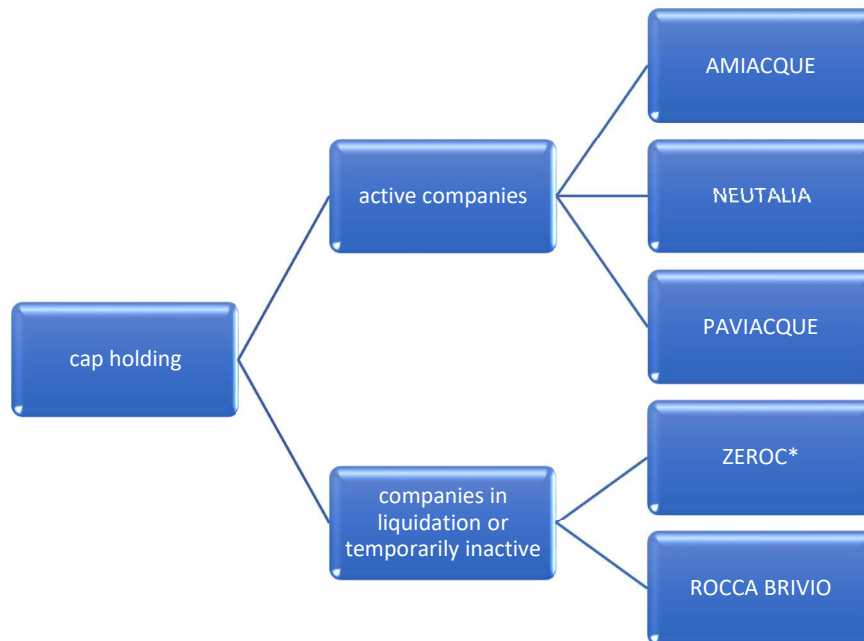 AMIACQUE
active companies
NEUTALIA
PAVIACQUE
cap holding
companies in
liquidation or
temporarily inactive
ZEROC*
ROCCA BRIVIO